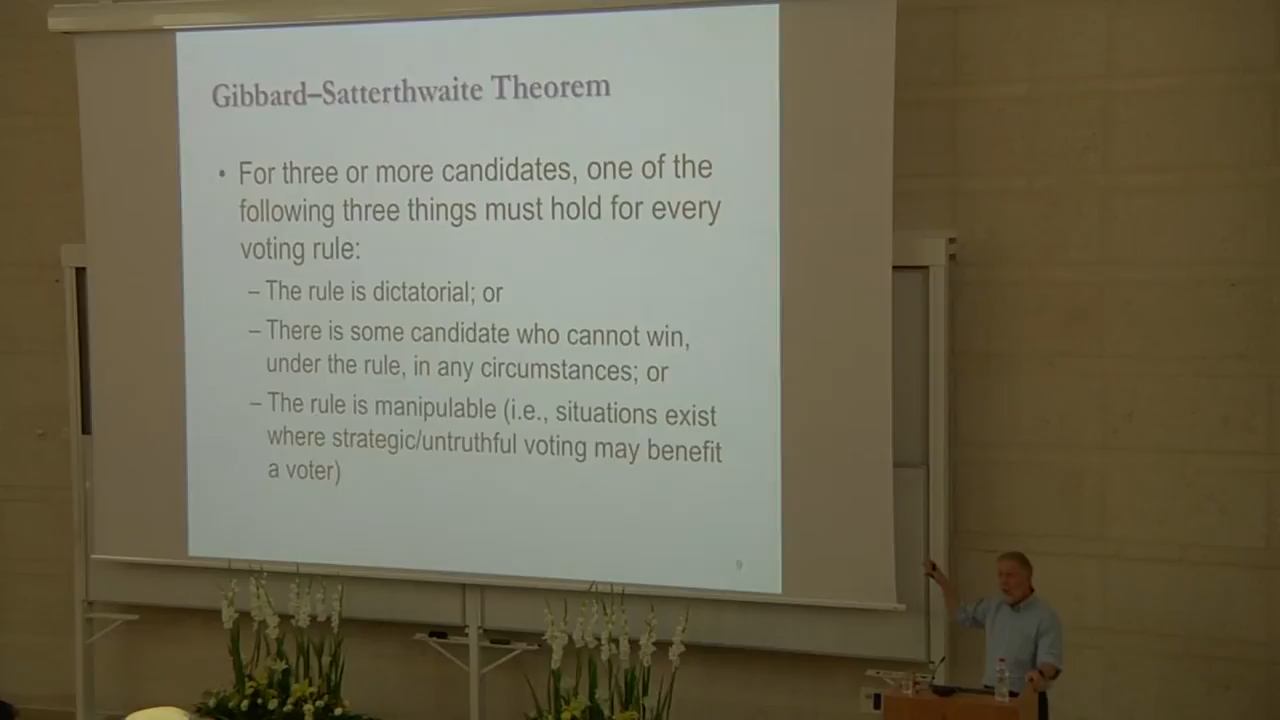 Gibbard–Satterthwaite Theorem
• For three or more candidates, one of the
following three things must hold for every
voting rule:
– The rule is dictatorial; or
– There is some candidate who cannot win,
under the rule, in any circumstances; or
– The rule is manipulable (i.e., situations exist
where strategic/untruthful voting may benefit
a voter)
9